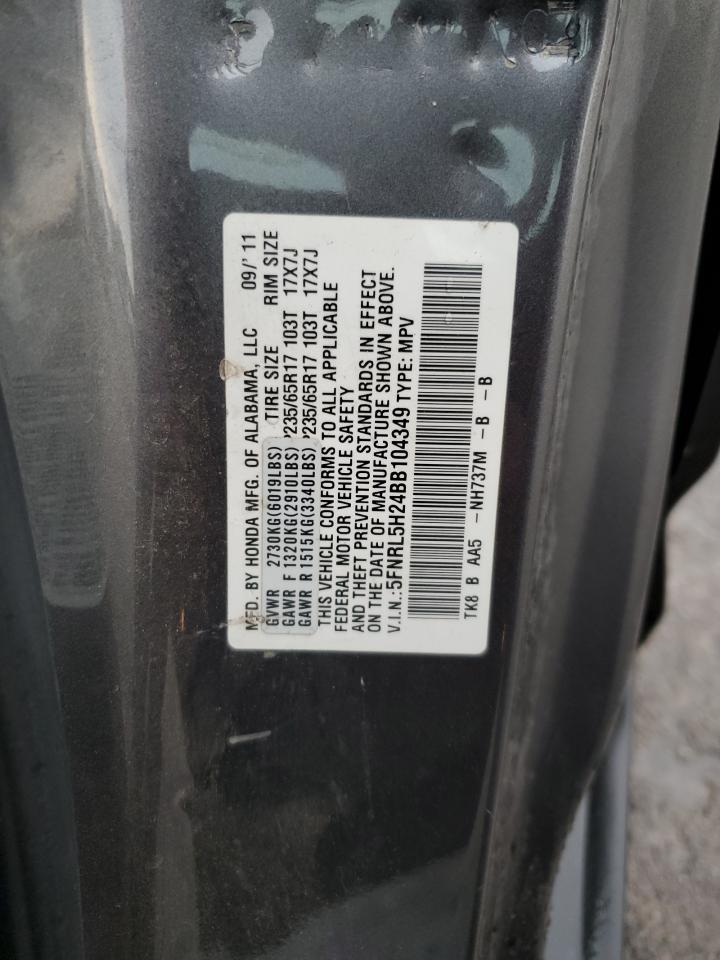 MFD. BY HONDA MFG. OF ALABAMA, LLC 09/'11
GVWR 2730KG(6019LBS) TIRE SIZE RIM SIZE
GAWR F 1320KG(2910LBS) P235/65R17 103T 17X7J
GAWR R 1515KG(3340LBS) P235/65R17 103T 17X7J
THIS VEHICLE CONFORMS TO ALL APPLICABLE
FEDERAL MOTOR VEHICLE SAFETY
AND THEFT PREVENTION STANDARDS IN EFFECT
ON THE DATE OF MANUFACTURE SHOWN ABOVE.
V.I.N.:5FNRL5H24BB104349 TYPE: MPV
TK8 B AA5 -NH737M -B -B